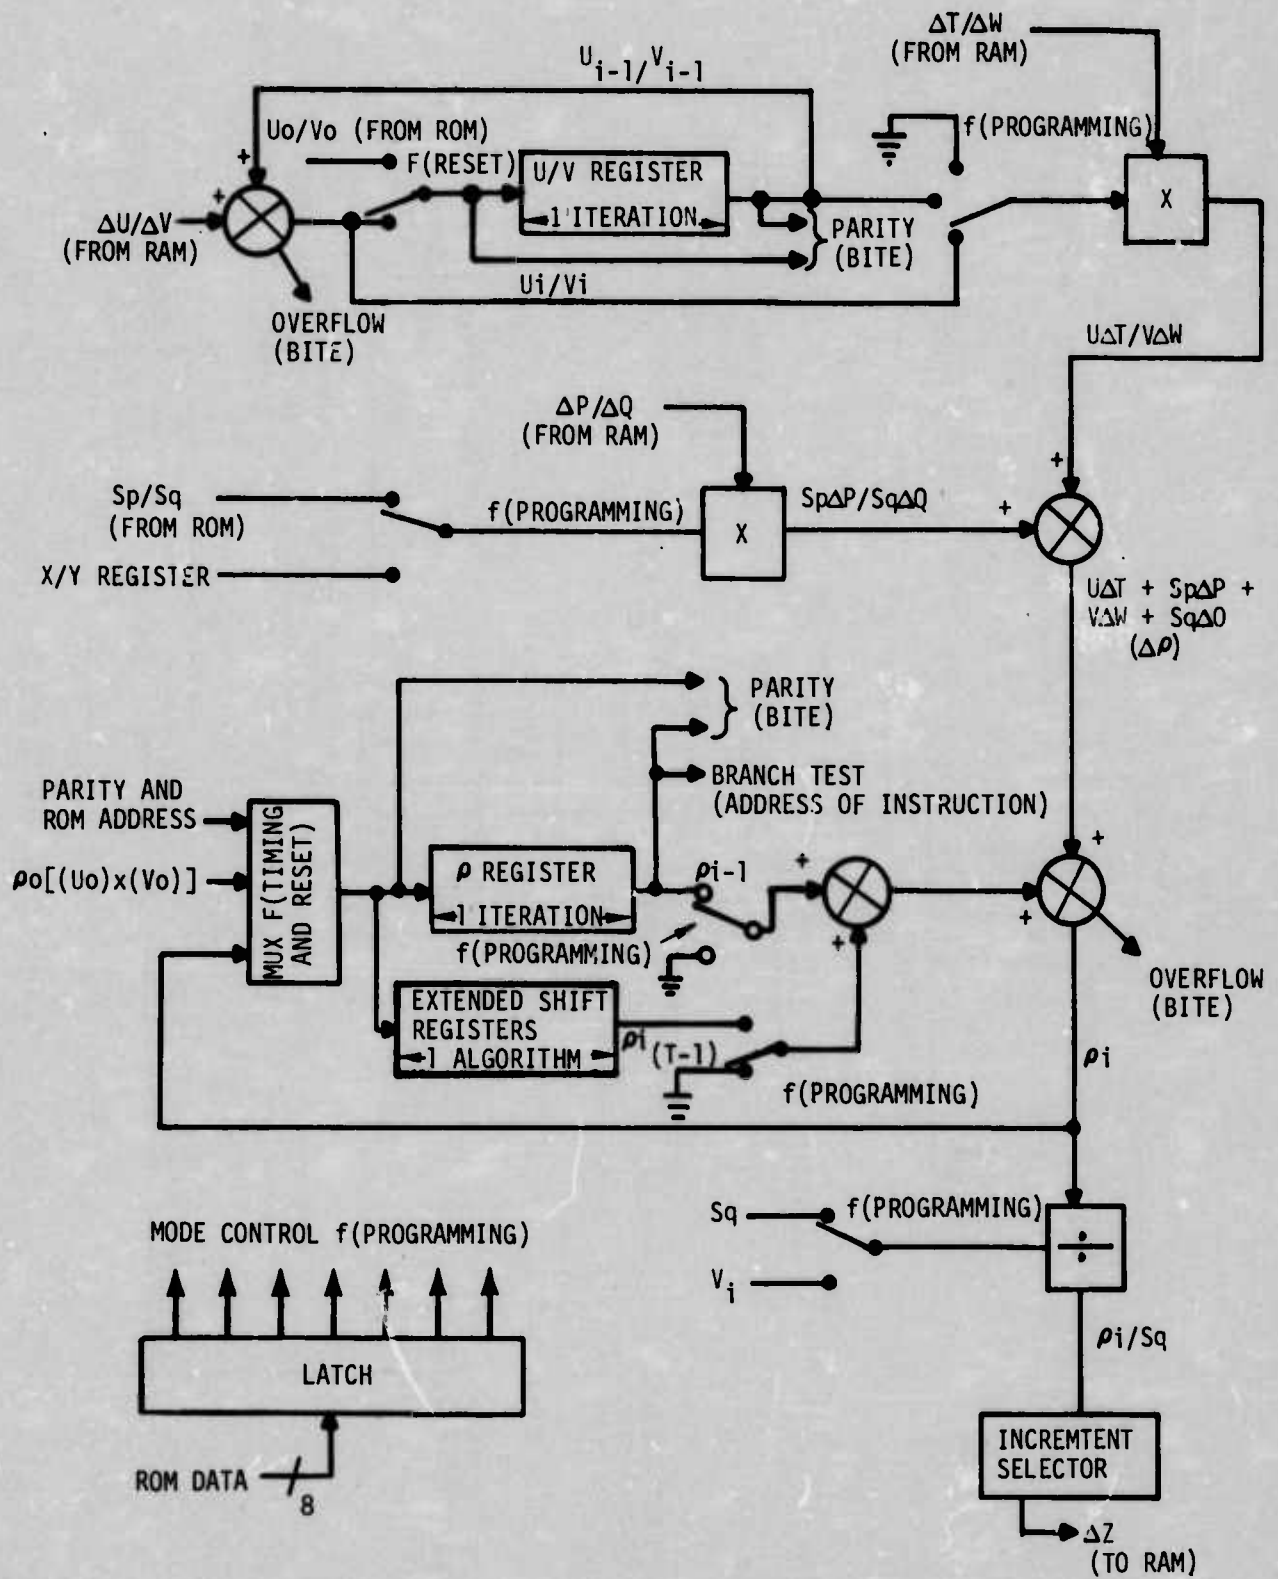 ΔT/ΔW
(FROM RAM)
Ui-1/Vi-1
Uo/Vo (FROM ROM)
f(PROGRAMMING)
+
F(RESET)
U/V REGISTER
1 ITERATION
+
ΔU/ΔV
(FROM RAM)
X
PARITY
(BITE)
Ui/Vi
OVERFLOW
(BITE)
UΔT/VΔW
ΔP/ΔQ
(FROM RAM)
+
Sp/Sq
(FROM ROM)
f(PROGRAMMING)
X
SpΔP/SqΔQ
+
X/Y REGISTER
UΔT + SpΔP +
VΔW + SqΔQ
(Δρ)
PARITY
(BITE)
BRANCH TEST
(ADDRESS OF INSTRUCTION)
PARITY AND
ROM ADDRESS
ρo[(Uo)x(Vo)]
MUX F(TIMING
AND RESET)
ρ REGISTER
1 ITERATION
ρi-1
+
+
+
+
f(PROGRAMMING)
OVERFLOW
(BITE)
EXTENDED SHIFT
REGISTERS
1 ALGORITHM
ρi(T-1)
f(PROGRAMMING)
ρi
Sq
f(PROGRAMMING)
÷
Vi
MODE CONTROL f(PROGRAMMING)
LATCH
ROM DATA
8
ρi/Sq
INCREMTENT
SELECTOR
ΔZ
(TO RAM)